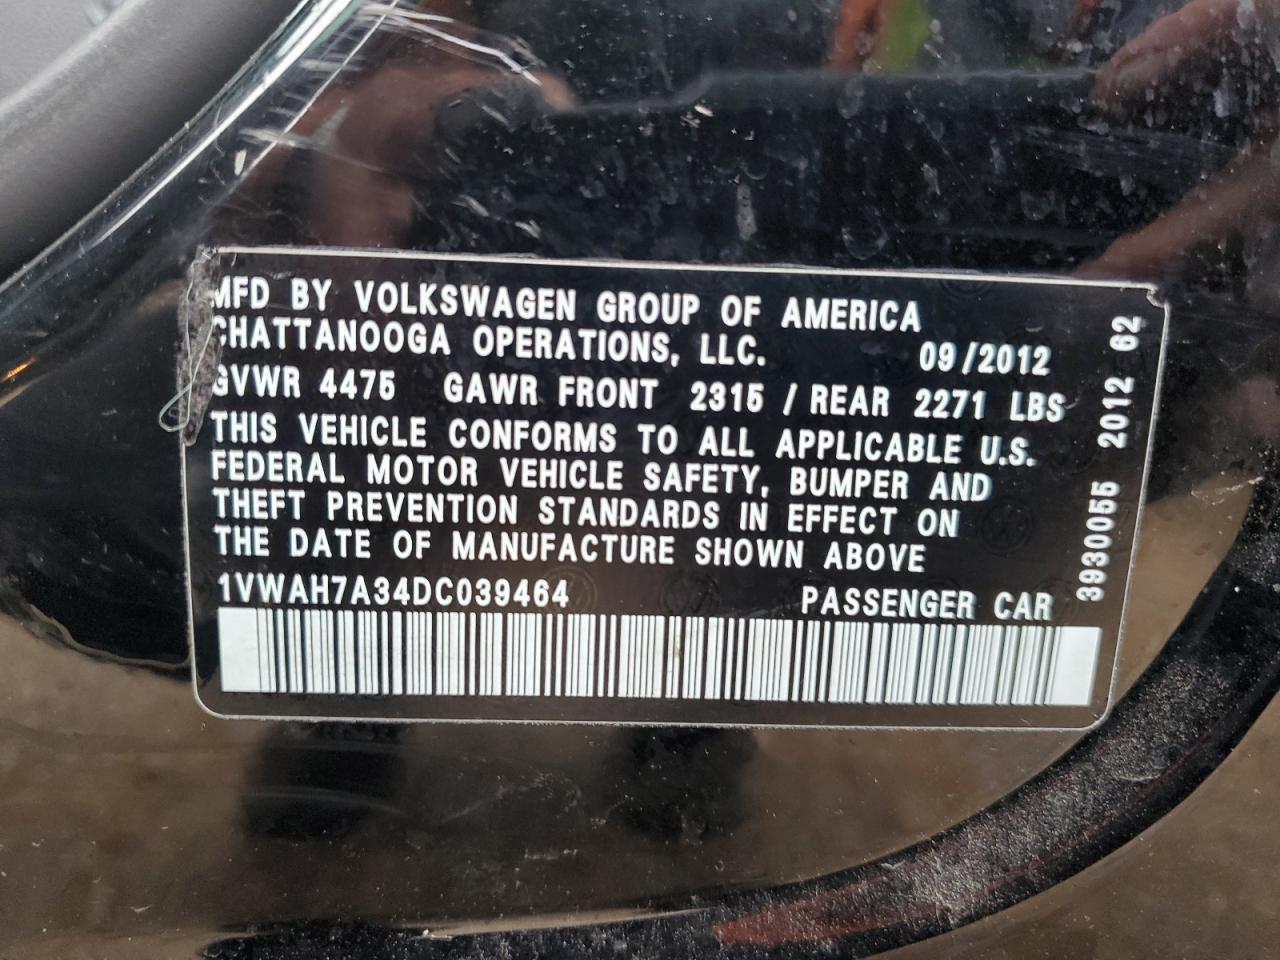 MFD BY VOLKSWAGEN GROUP OF AMERICA
CHATTANOOGA OPERATIONS, LLC. 09/2012
GVWR 4475 GAWR FRONT 2315 / REAR 2271 LBS
THIS VEHICLE CONFORMS TO ALL APPLICABLE U.S.
FEDERAL MOTOR VEHICLE SAFETY, BUMPER AND
THEFT PREVENTION STANDARDS IN EFFECT ON
THE DATE OF MANUFACTURE SHOWN ABOVE
1VWAH7A34DC039464 PASSENGER CAR
3930055 2012 62